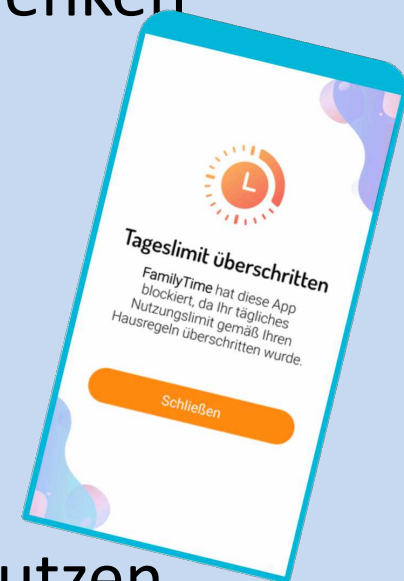 Tageslimit überschritten
FamilyTime hat diese App
blockiert, da Ihr tägliches
Nutzungslimit gemäß Ihren
Hausregeln überschritten wurde.
Schließen